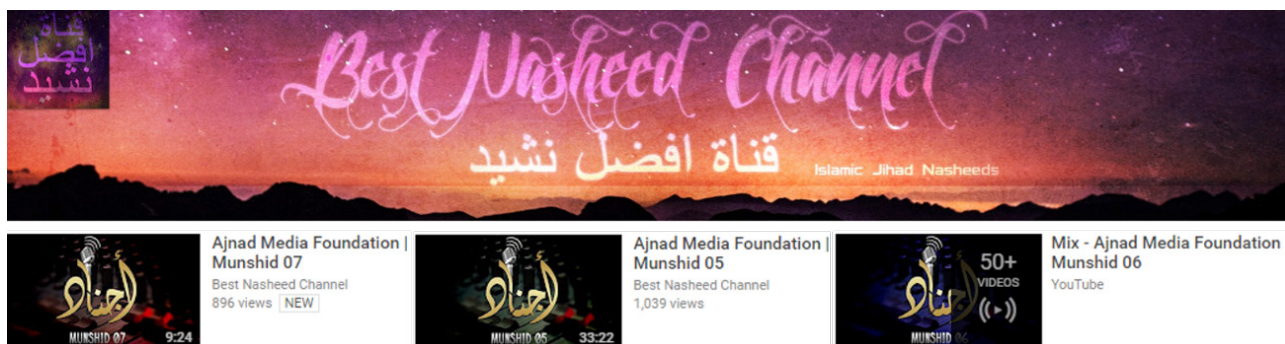 قناة
افضل
نشيد
Best Nasheed Channel
قناة افضل نشيد
Islamic Jihad Nasheeds
أجناد
MUNSHID 07
9:24
Ajnad Media Foundation |
Munshid 07
Best Nasheed Channel
896 views NEW
أجناد
MUNSHID 05
33:22
Ajnad Media Foundation |
Munshid 05
Best Nasheed Channel
1,039 views
أجناد
MUNSHID 06
50+
VIDEOS
Mix - Ajnad Media Foundation
Munshid 06
YouTube